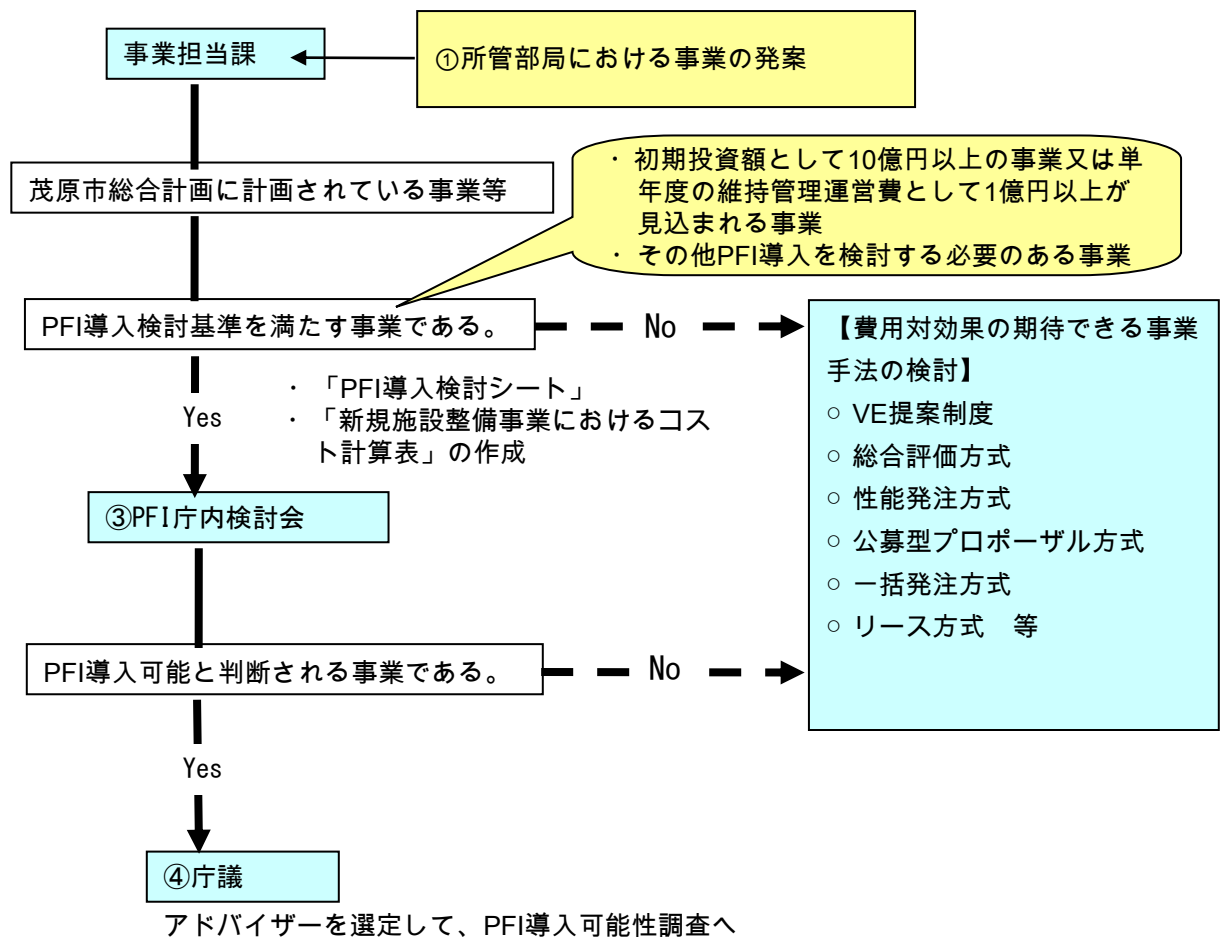 事業担当課
①所管部局における事業の発案
茂原市総合計画に計画されている事業等
・ 初期投資額として10億円以上の事業又は単
年度の維持管理運営費として1億円以上が
見込まれる事業
・ その他PFI導入を検討する必要のある事業
PFI導入検討基準を満たす事業である。
No
Yes
・ 「PFI導入検討シート」
・ 「新規施設整備事業におけるコス
ト計算表」の作成
【費用対効果の期待できる事業
手法の検討】
○ VE提案制度
○ 総合評価方式
○ 性能発注方式
○ 公募型プロポーザル方式
○ 一括発注方式
○ リース方式　等
③PFI庁内検討会
PFI導入可能と判断される事業である。
No
Yes
④庁議
アドバイザーを選定して、PFI導入可能性調査へ